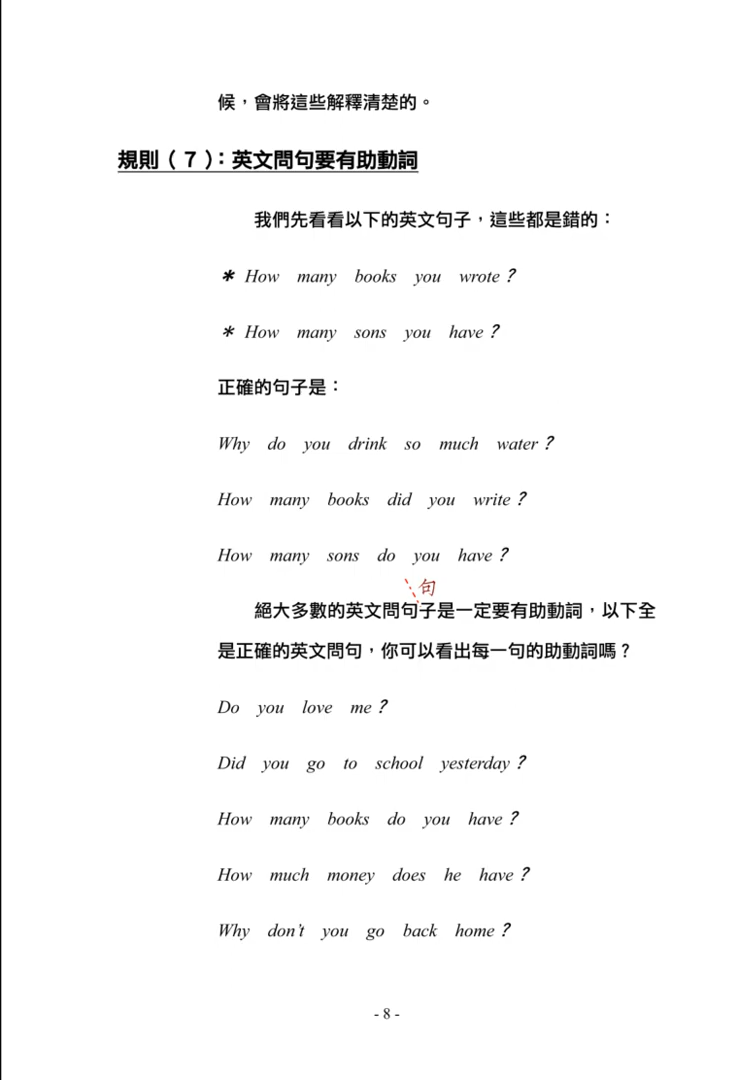 候，會將這些解釋清楚的。
規則（７）：英文問句要有助動詞
我們先看看以下的英文句子，這些都是錯的：
＊ How many books you wrote？
＊ How many sons you have？
正確的句子是：
Why do you drink so much water？
How many books did you write？
How many sons do you have？
句
絕大多數的英文問句子是一定要有助動詞，以下全
是正確的英文問句，你可以看出每一句的助動詞嗎？
Do you love me？
Did you go to school yesterday？
How many books do you have？
How much money does he have？
Why don’t you go back home？
- 8 -